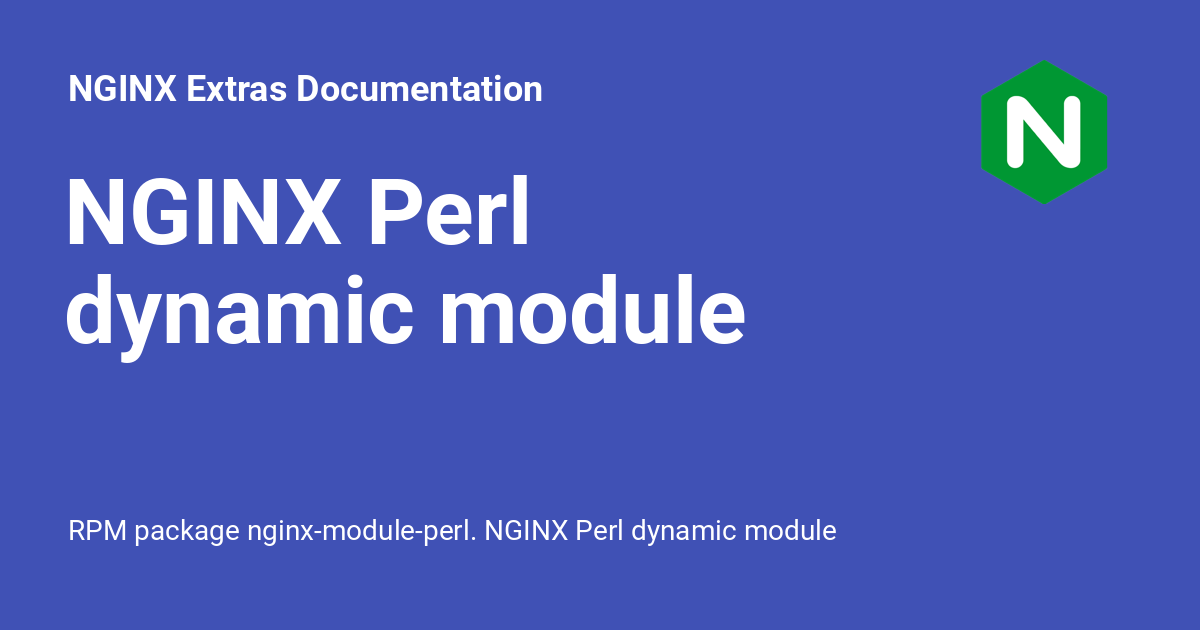 NGINX Extras Documentation
N
NGINX Perl
dynamic module
RPM package nginx-module-perl. NGINX Perl dynamic module